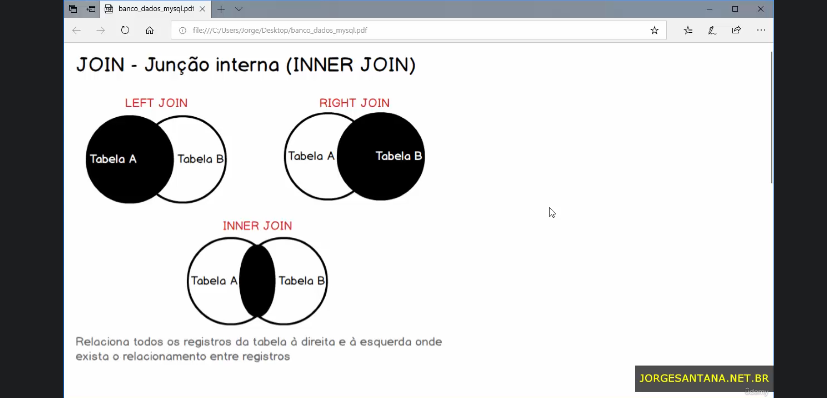 banco_dados_mysql.pdf
file:///C:/Users/Jorge/Desktop/banco_dados_mysql.pdf
JOIN - Junção interna (INNER JOIN)
LEFT JOIN
RIGHT JOIN
Tabela A
Tabela B
Tabela A
Tabela B
INNER JOIN
Tabela A
Tabela B
Relaciona todos os registros da tabela à direita e à esquerda onde
exista o relacionamento entre registros
JORGESANTANA.NET.BR
Udemy